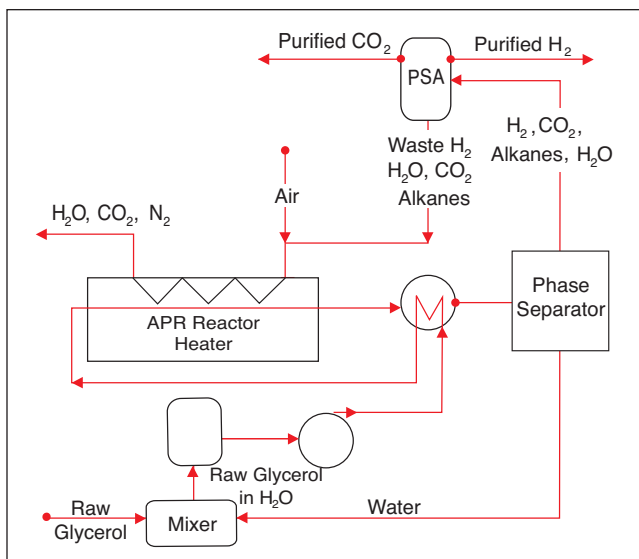 Purified CO₂
Purified H₂
PSA
H₂,CO₂,
Alkanes, H₂O
Waste H₂
H₂O, CO₂
Alkanes
Air
H₂O, CO₂, N₂
Phase
Separator
APR Reactor
Heater
Raw Glycerol
in H₂O
Raw
Glycerol
Mixer
Water